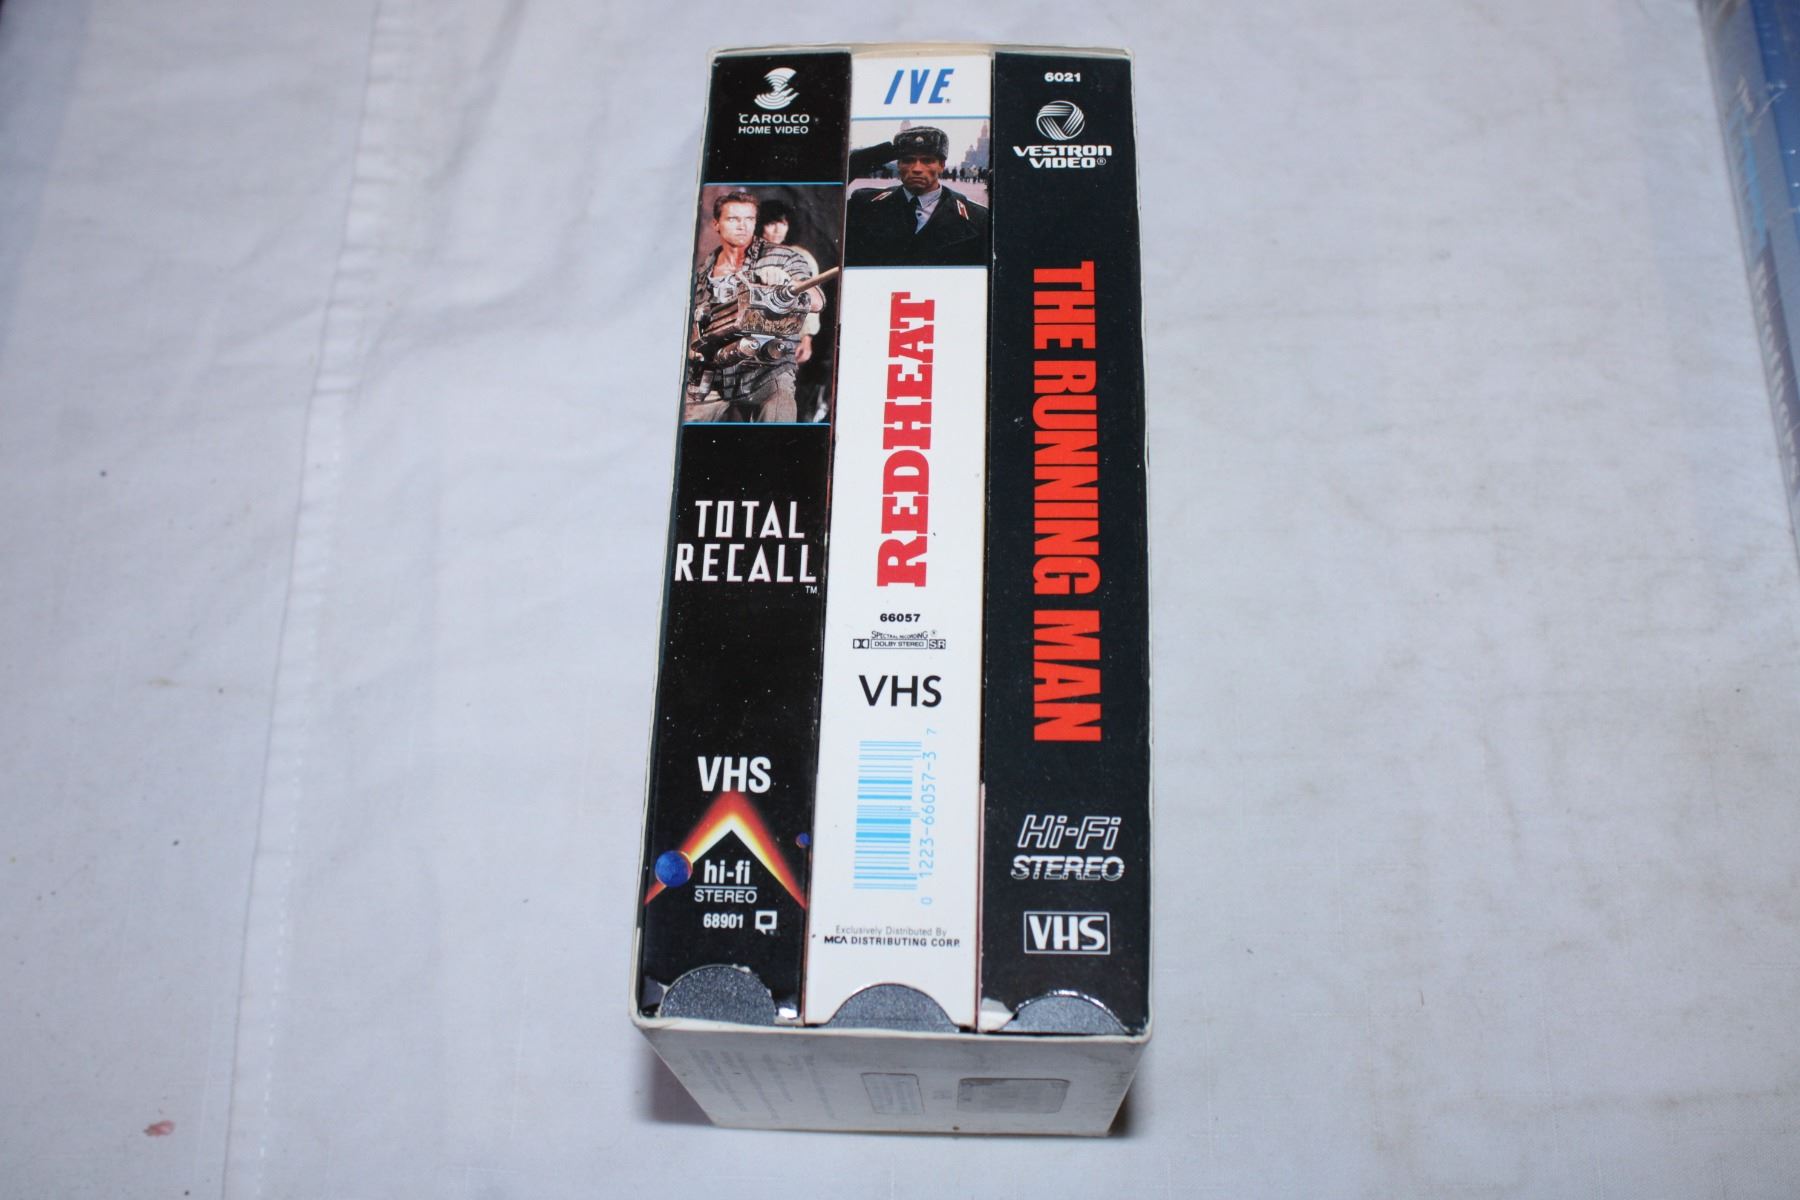 CAROLCO
HOME VIDEO
TOTAL
RECALL
TM
VHS
hi-fi
STEREO
68901
IVE®
REDHEAT
66057
SPECTRAL RECORDING ®
DOLBY STEREO SR
VHS
0 1223-66057-3 7
Exclusively Distributed By
MCA DISTRIBUTING CORP.
6021
VESTRON
VIDEO®
THE RUNNING MAN
Hi-Fi
STEREO
VHS